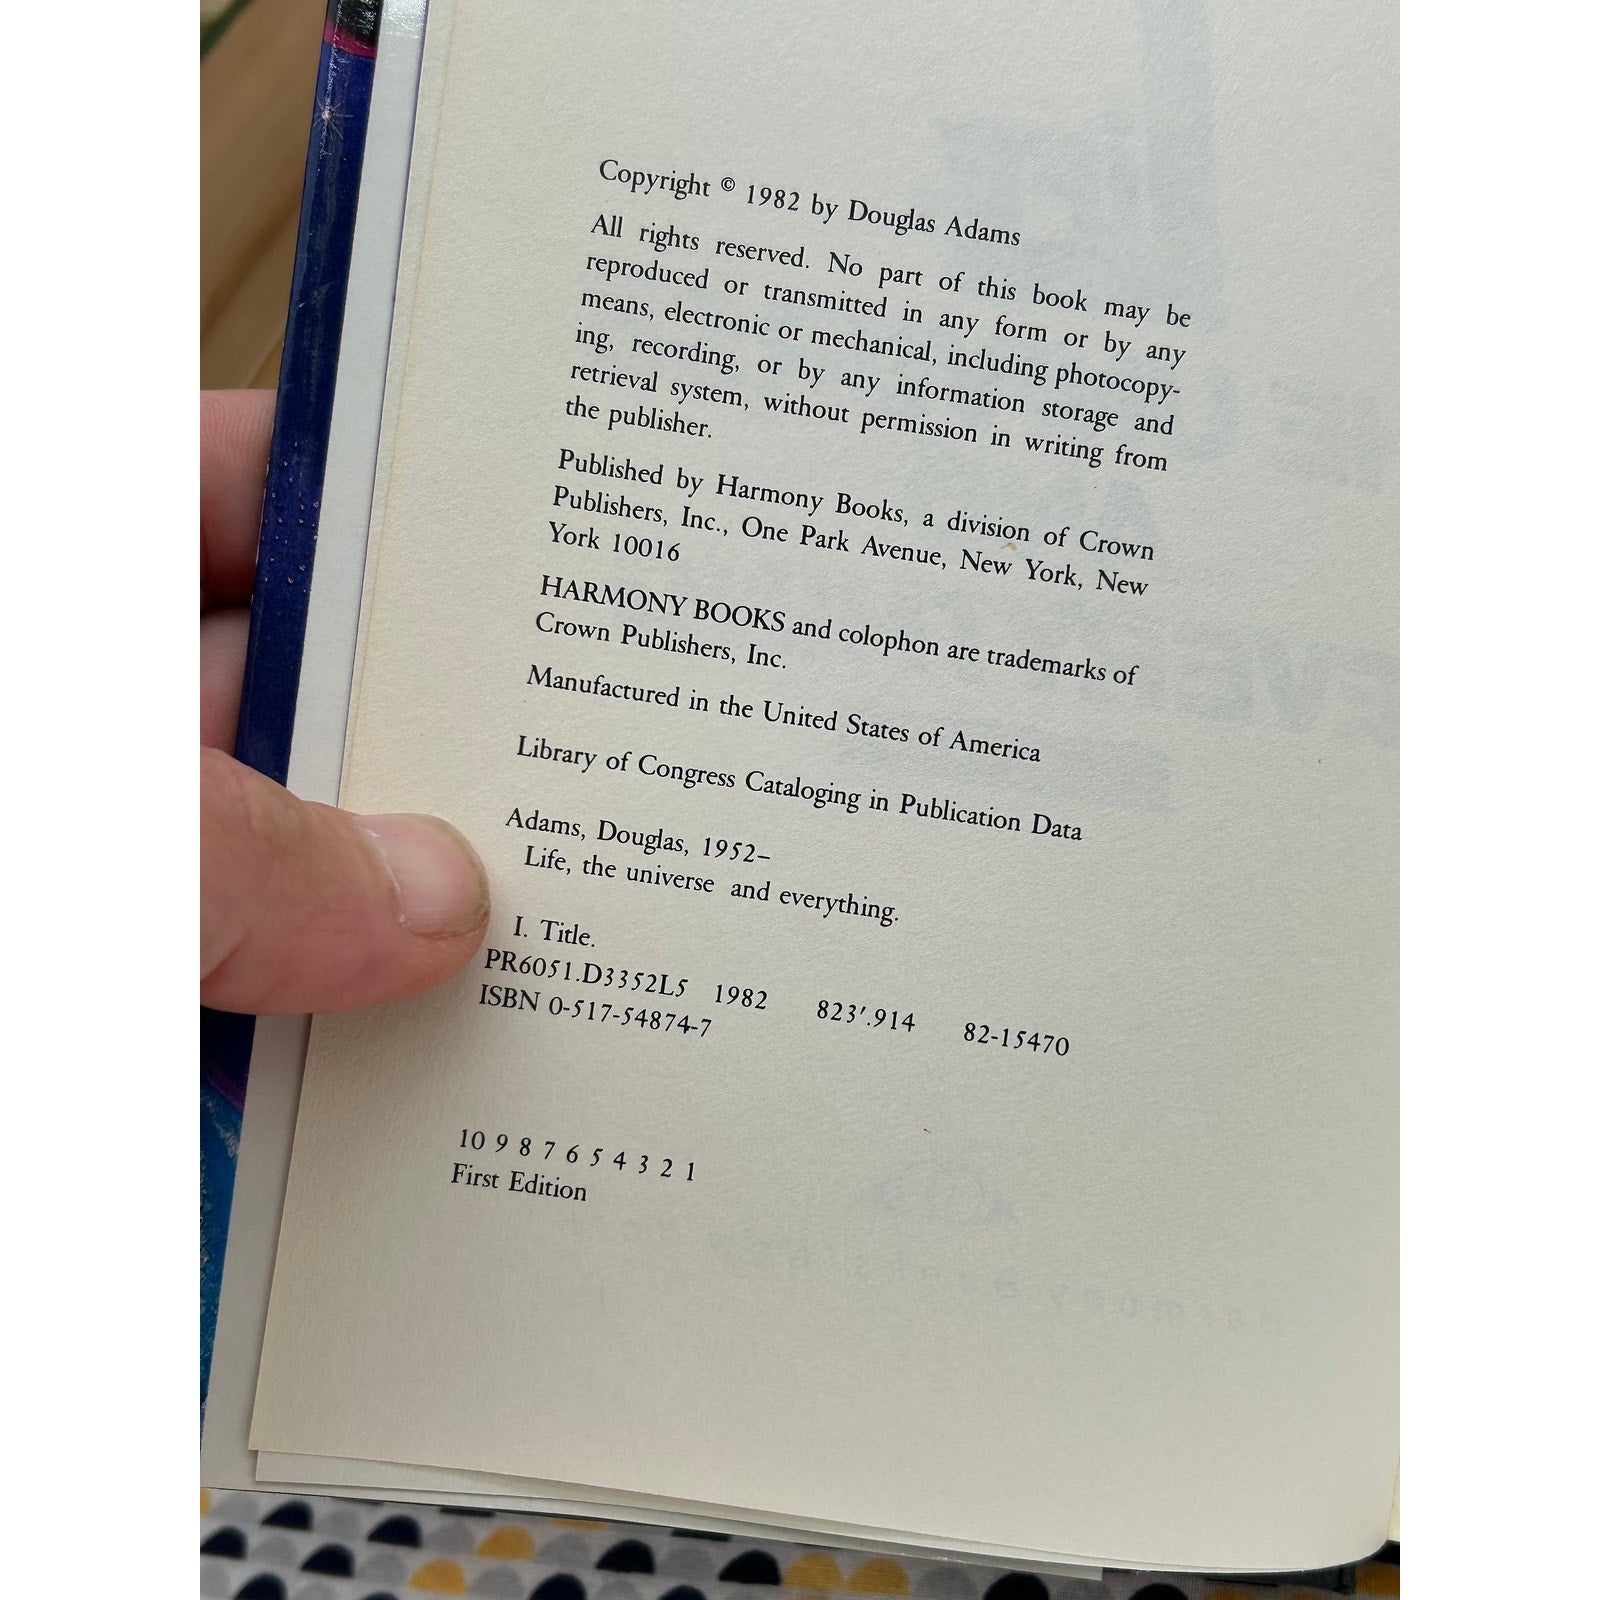 Copyright © 1982 by Douglas Adams
All rights reserved. No part of this book may be
reproduced or transmitted in any form or by any
means, electronic or mechanical, including photocopy-
ing, recording, or by any information storage and
retrieval system, without permission in writing from
the publisher.
Published by Harmony Books, a division of Crown
Publishers, Inc., One Park Avenue, New York, New
York 10016
HARMONY BOOKS and colophon are trademarks of
Crown Publishers, Inc.
Manufactured in the United States of America
Library of Congress Cataloging in Publication Data
Adams, Douglas, 1952–
Life, the universe and everything.
I. Title.
PR6051.D3352L5 1982 823′.914 82-15470
ISBN 0-517-54874-7
10 9 8 7 6 5 4 3 2 1
First Edition